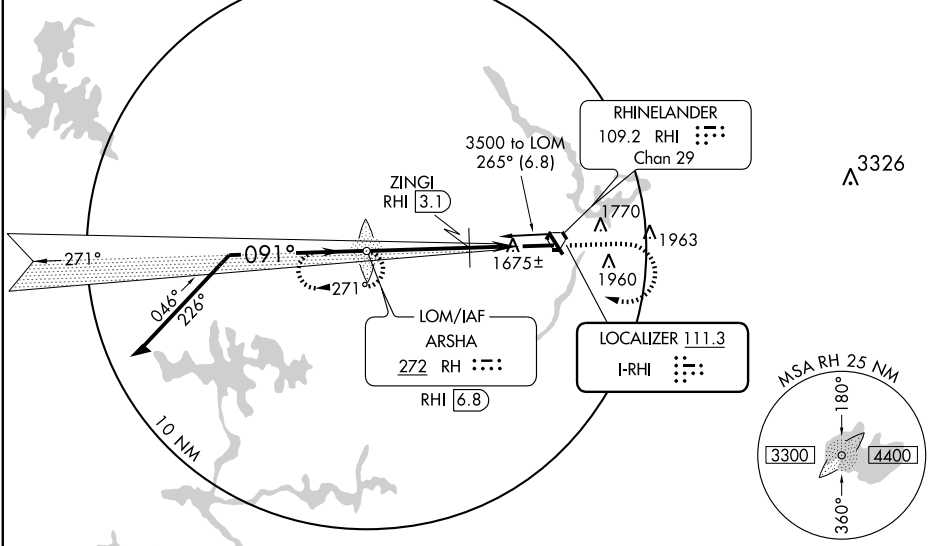 RHINELANDER
109.2 RHI
Chan 29
3500 to LOM
265° (6.8)
3326
ZINGI
RHI 3.1
1770
1963
1675±
1960
271°
091°
271°
046°
226°
LOM/IAF
ARSHA
272 RH
RHI 6.8
LOCALIZER 111.3
I-RHI
10 NM
MSA RH 25 NM
180°
3300
4400
360°